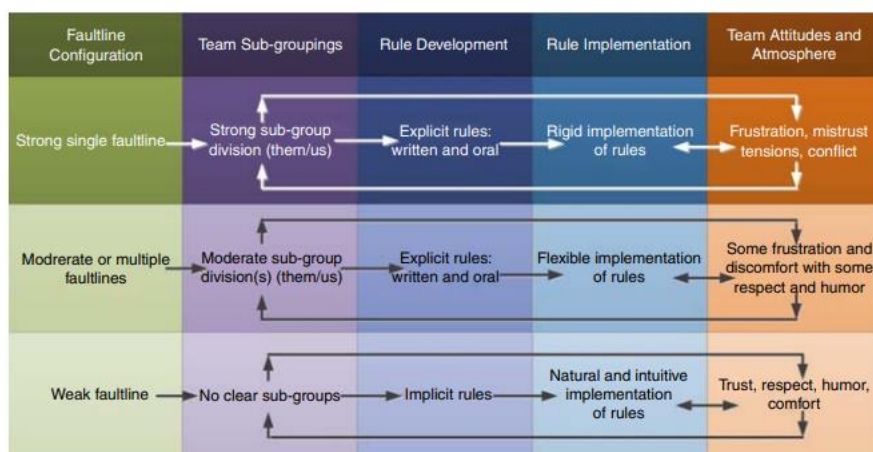 Faultline
Configuration
Team Sub-groupings
Rule Development
Rule Implementation
Team Attitudes and
Atmosphere
Strong single faultline
Strong sub-group
division (them/us)
Explicit rules:
written and oral
Rigid implementation
of rules
Frustration, mistrust
tensions, conflict
Modrerate or multiple
faultlines
Moderate sub-group
division(s) (them/us)
Explicit rules:
written and oral
Flexible implementation
of rules
Some frustration and
discomfort with some
respect and humor
Weak faultline
No clear sub-groups
Implicit rules
Natural and intuitive
implementation
of rules
Trust, respect, humor,
comfort